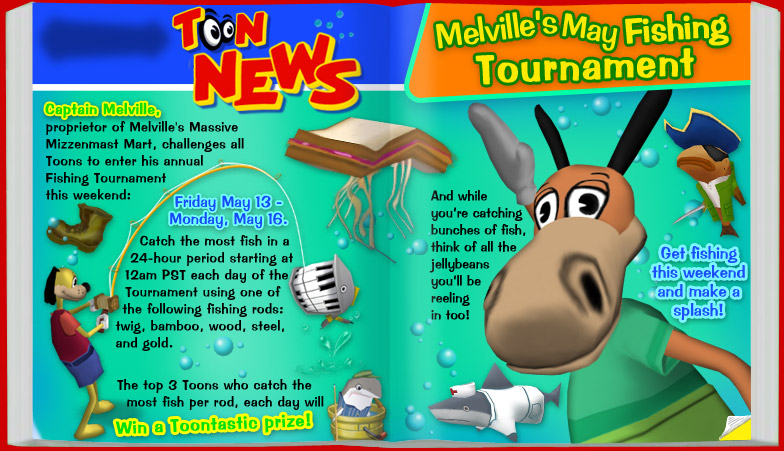 TOON
NEWS
Captain Melville,
proprietor of Melville's Massive
Mizzenmast Mart, challenges all
Toons to enter his annual
Fishing Tournament
this weekend:
Friday May 13 -
Monday, May 16.
Catch the most fish in a
24-hour period starting at
12am PST each day of the
Tournament using one of
the following fishing rods:
twig, bamboo, wood, steel,
and gold.
The top 3 Toons who catch the
most fish per rod, each day will
Win a Toontastic prize!
Melville's May Fishing
Tournament
And while
you're catching
bunches of fish,
think of all the
jellybeans
you'll be
reeling
in too!
Get fishing
this weekend
and make a
splash!